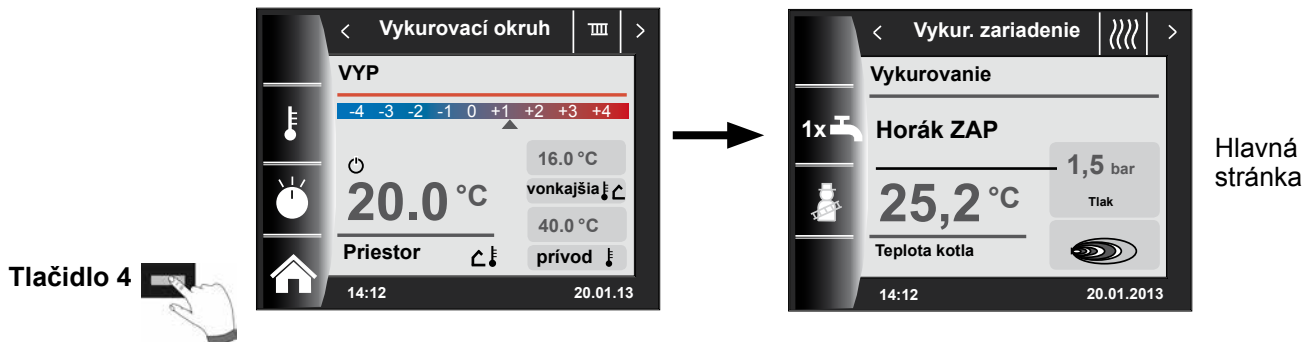 Tlačidlo 4
< Vykurovací okruh >
VYP
-4 -3 -2 -1 0 +1 +2 +3 +4
16.0 °C
vonkajšia
20.0 °C
40.0 °C
Priestor
prívod
14:12 20.01.13
< Vykur. zariadenie >
Vykurovanie
1x
Horák ZAP
1,5 bar
Tlak
25,2 °C
Teplota kotla
14:12 20.01.2013
Hlavná
stránka